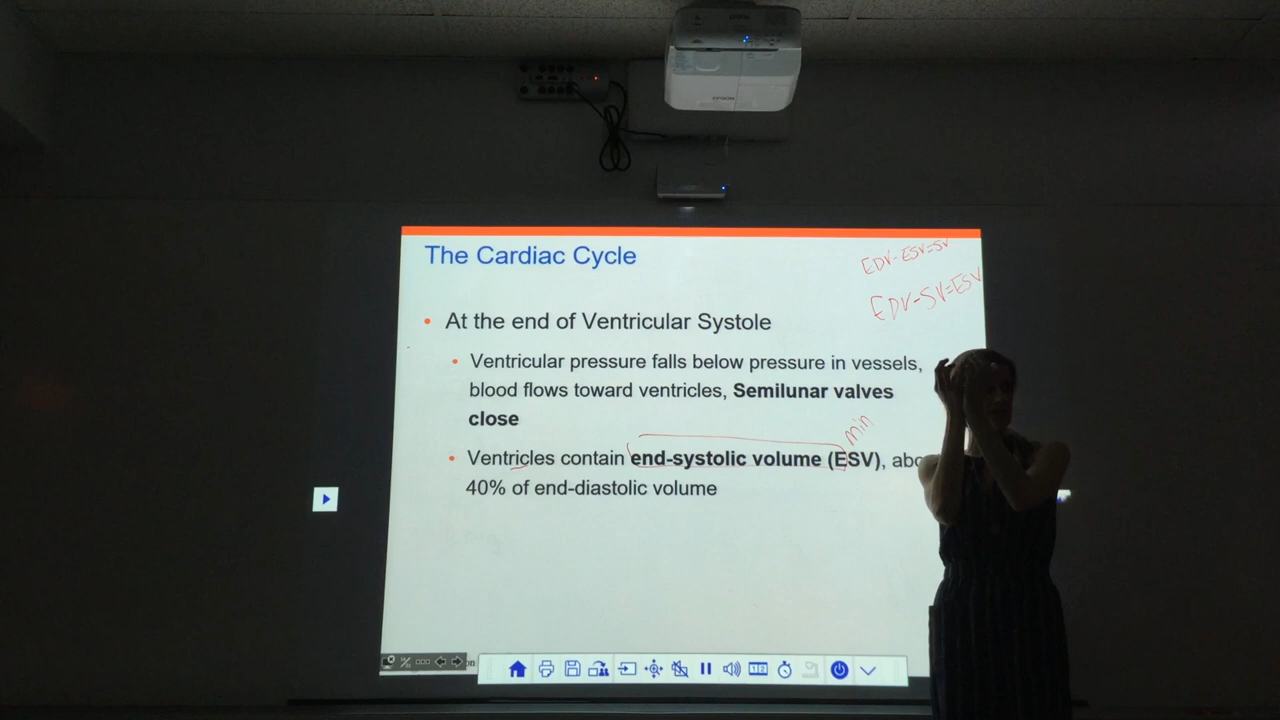 EPSON
The Cardiac Cycle
EDV-ESV=SV
EDV-SV=ESV
• At the end of Ventricular Systole
• Ventricular pressure falls below pressure in vessels,
blood flows toward ventricles, Semilunar valves
close
min
• Ventricles contain end-systolic volume (ESV),
40% of end-diastolic volume